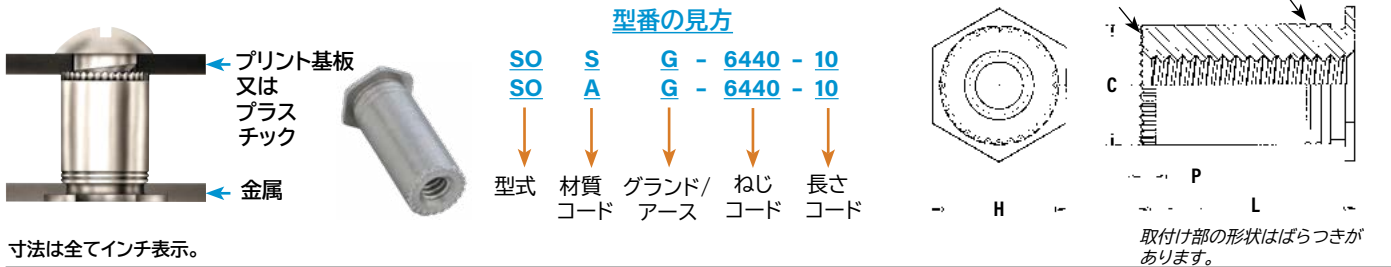 型番の見方
プリント基板
又は
プラス
チック
金属
SO S G – 6440 – 10
SO A G – 6440 – 10
型式 材質コード グランド/アース ねじコード 長さコード
C
P
H
L
取付け部の形状はばらつきが
あります。
寸法は全てインチ表示。